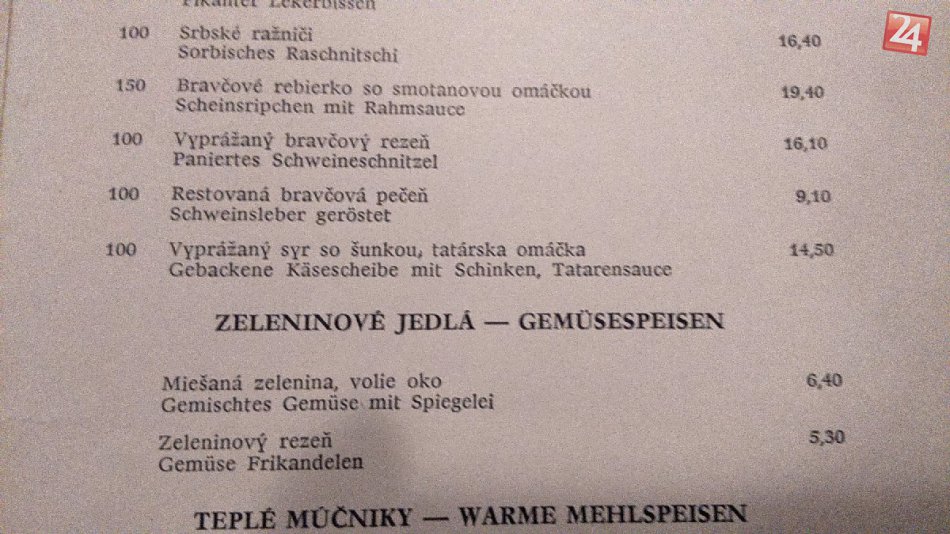 Pikanter Leckerbissen
100 Srbské ražniči 16,40
Sorbisches Raschnitschi
150 Bravčové rebierko so smotanovou omáčkou 19,40
Scheinsripchen mit Rahmsauce
100 Vyprážaný bravčový rezeň 16,10
Paniertes Schweineschnitzel
100 Restovaná bravčová pečeň 9,10
Schweinsleber geröstet
100 Vyprážaný syr so šunkou, tatárska omáčka 14,50
Gebackene Käsescheibe mit Schinken, Tatarensauce
ZELENINOVÉ JEDLÁ — GEMÜSESPEISEN
Miešaná zelenina, volie oko 6,40
Gemischtes Gemüse mit Spiegelei
Zeleninový rezeň 5,30
Gemüse Frikandelen
TEPLÉ MÚČNIKY — WARME MEHLSPEISEN
24